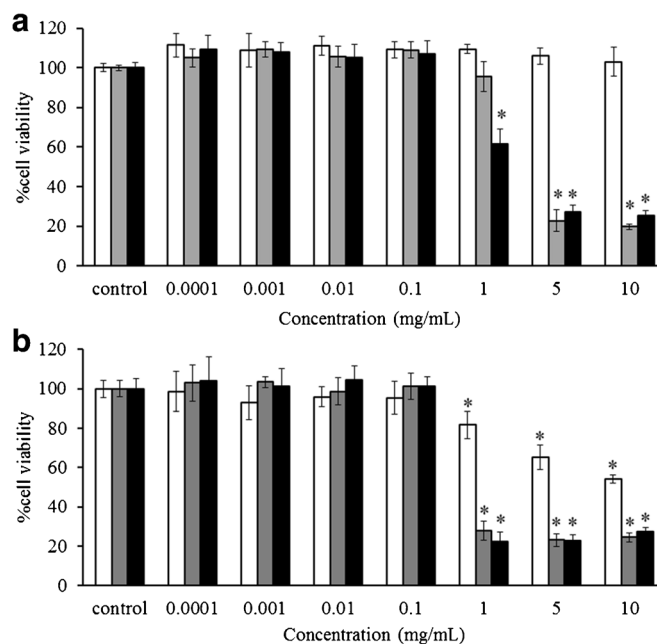 a
120
100
80
60
40
20
0
%cell viability
* * * * *
control 0.0001 0.001 0.01 0.1 1 5 10
Concentration (mg/mL)
b
120
100
80
60
40
20
0
%cell viability
* * * * * * * * *
control 0.0001 0.001 0.01 0.1 1 5 10
Concentration (mg/mL)